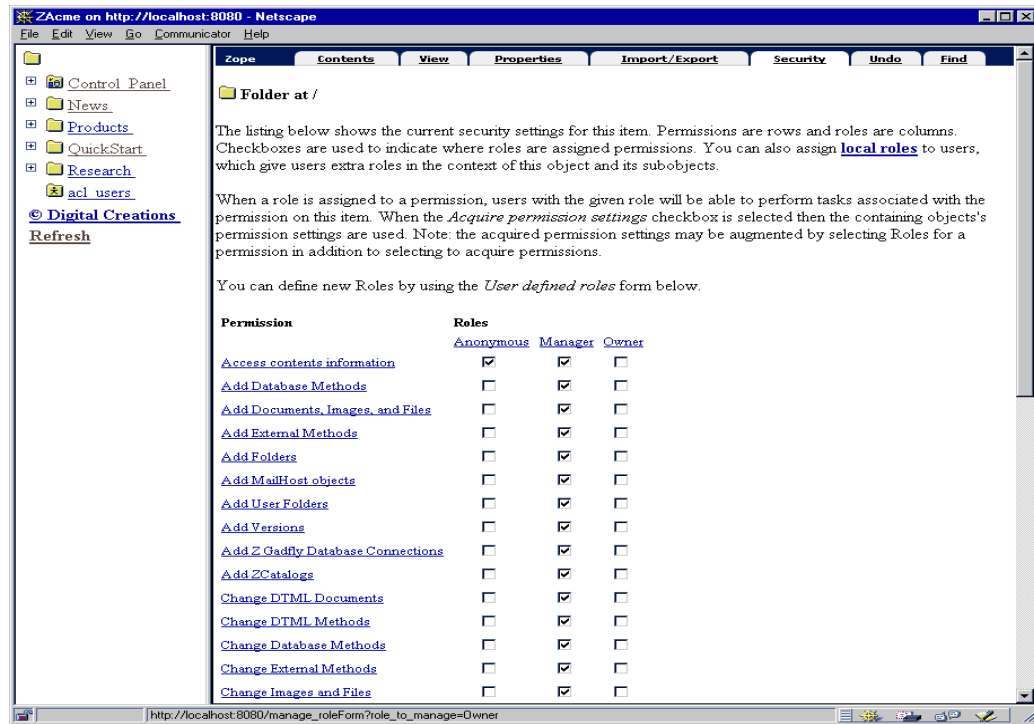 ZAcme on http://localhost:8080 - Netscape
File Edit View Go Communicator Help
Control Panel
News
Products
QuickStart
Research
acl_users
© Digital Creations
Refresh
Zope Contents View Properties Import/Export Security Undo Find
Folder at /
The listing below shows the current security settings for this item. Permissions are rows and roles are columns.
Checkboxes are used to indicate where roles are assigned permissions. You can also assign local roles to users,
which give users extra roles in the context of this object and its subobjects.
When a role is assigned to a permission, users with the given role will be able to perform tasks associated with the
permission on this item. When the Acquire permission settings checkbox is selected then the containing objects's
permission settings are used. Note: the acquired permission settings may be augmented by selecting Roles for a
permission in addition to selecting to acquire permissions.
You can define new Roles by using the User defined roles form below.
Permission Roles
Anonymous Manager Owner
Access contents information
Add Database Methods
Add Documents, Images, and Files
Add External Methods
Add Folders
Add MailHost objects
Add User Folders
Add Versions
Add Z Gadfly Database Connections
Add ZCatalogs
Change DTML Documents
Change DTML Methods
Change Database Methods
Change External Methods
Change Images and Files
http://localhost:8080/manage_roleForm?role_to_manage=Owner